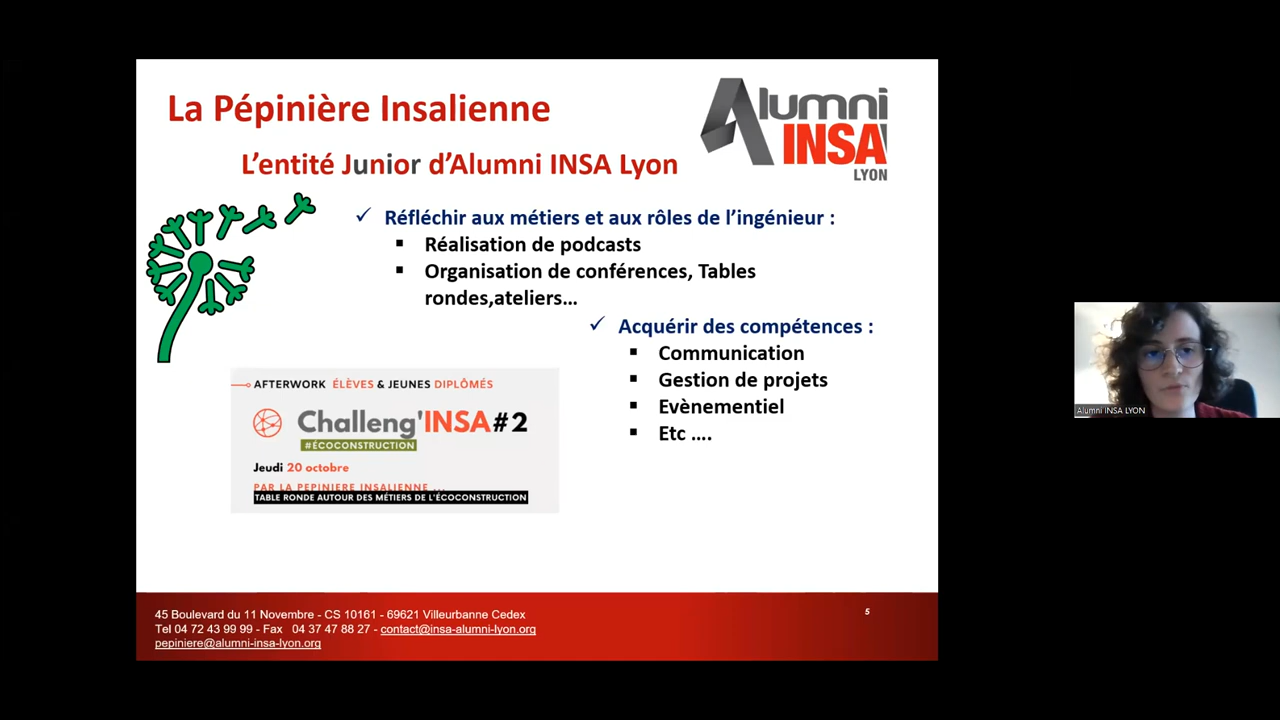 La Pépinière Insalienne
L'entité Junior d'Alumni INSA Lyon
Alumni
INSA
LYON
Réfléchir aux métiers et aux rôles de l'ingénieur :
Réalisation de podcasts
Organisation de conférences, Tables
rondes,ateliers…
Acquérir des compétences :
Communication
Gestion de projets
Evènementiel
Etc ....
AFTERWORK ÉLÈVES & JEUNES DIPLÔMÉS
Challeng'INSA#2
#ÉCOCONSTRUCTION
Jeudi 20 octobre
PAR LA PEPINIERE INSALIENNE ...
TABLE RONDE AUTOUR DES MÉTIERS DE L'ÉCOCONSTRUCTION
45 Boulevard du 11 Novembre - CS 10161 - 69621 Villeurbanne Cedex
Tel 04 72 43 99 99 - Fax 04 37 47 88 27 - contact@insa-alumni-lyon.org
pepiniere@alumni-insa-lyon.org
5
Alumni INSA LYON